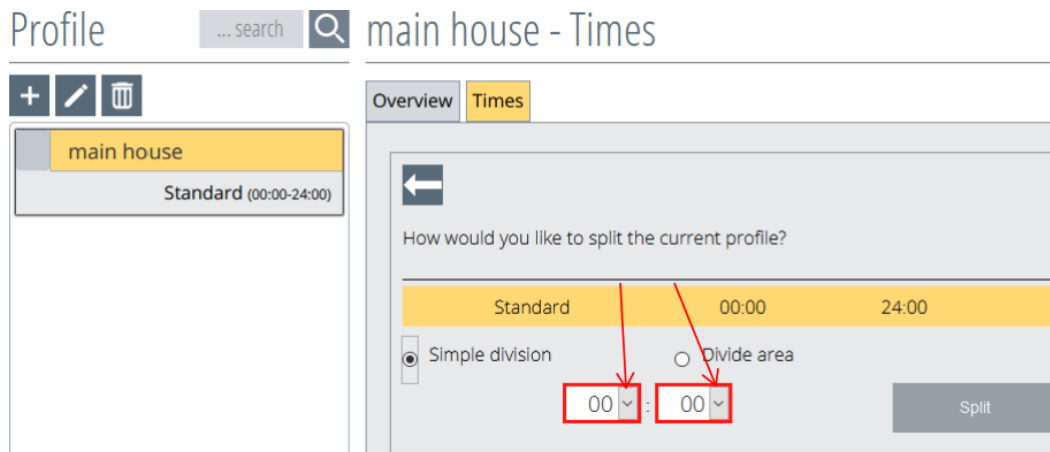 Profile
... search
main house - Times
Overview
Times
main house
Standard (00:00-24:00)
How would you like to split the current profile?
Standard 00:00 24:00
Simple division
Divide area
00 : 00
Split